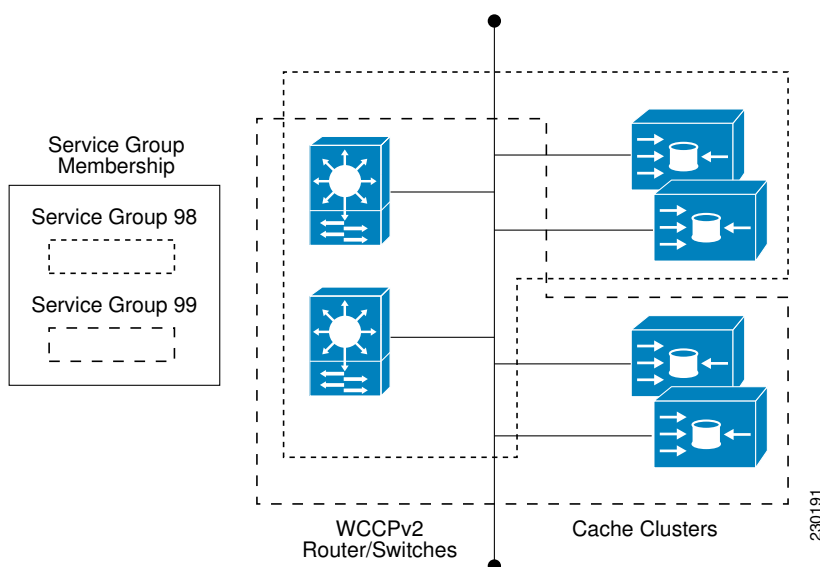 Service Group
Membership
Service Group 98
Service Group 99
WCCPv2
Router/Switches
Cache Clusters
230191